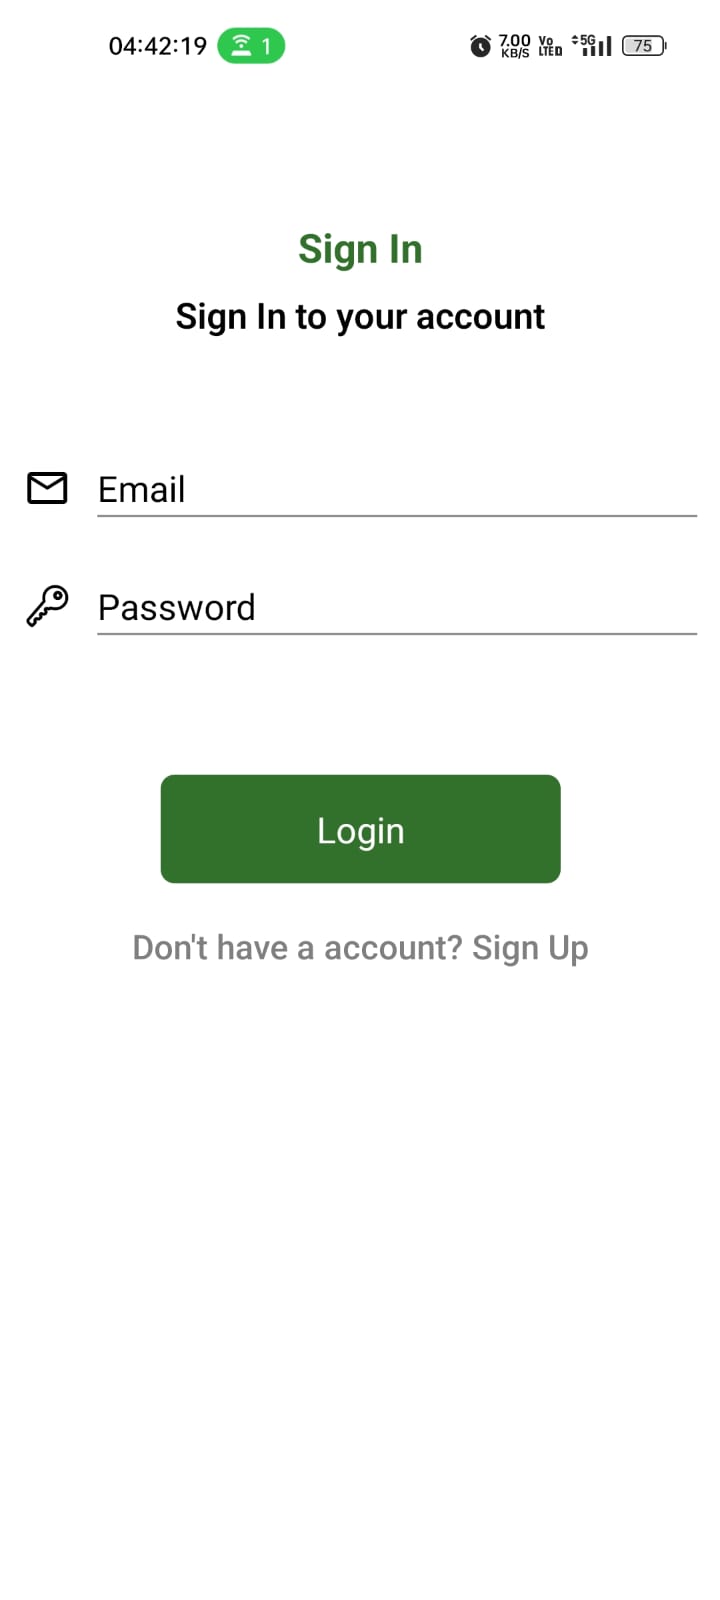 04:42:19 1 7.00 KB/S Vo LTE 5G 75
Sign In
Sign In to your account
Email
Password
Login
Don't have a account? Sign Up